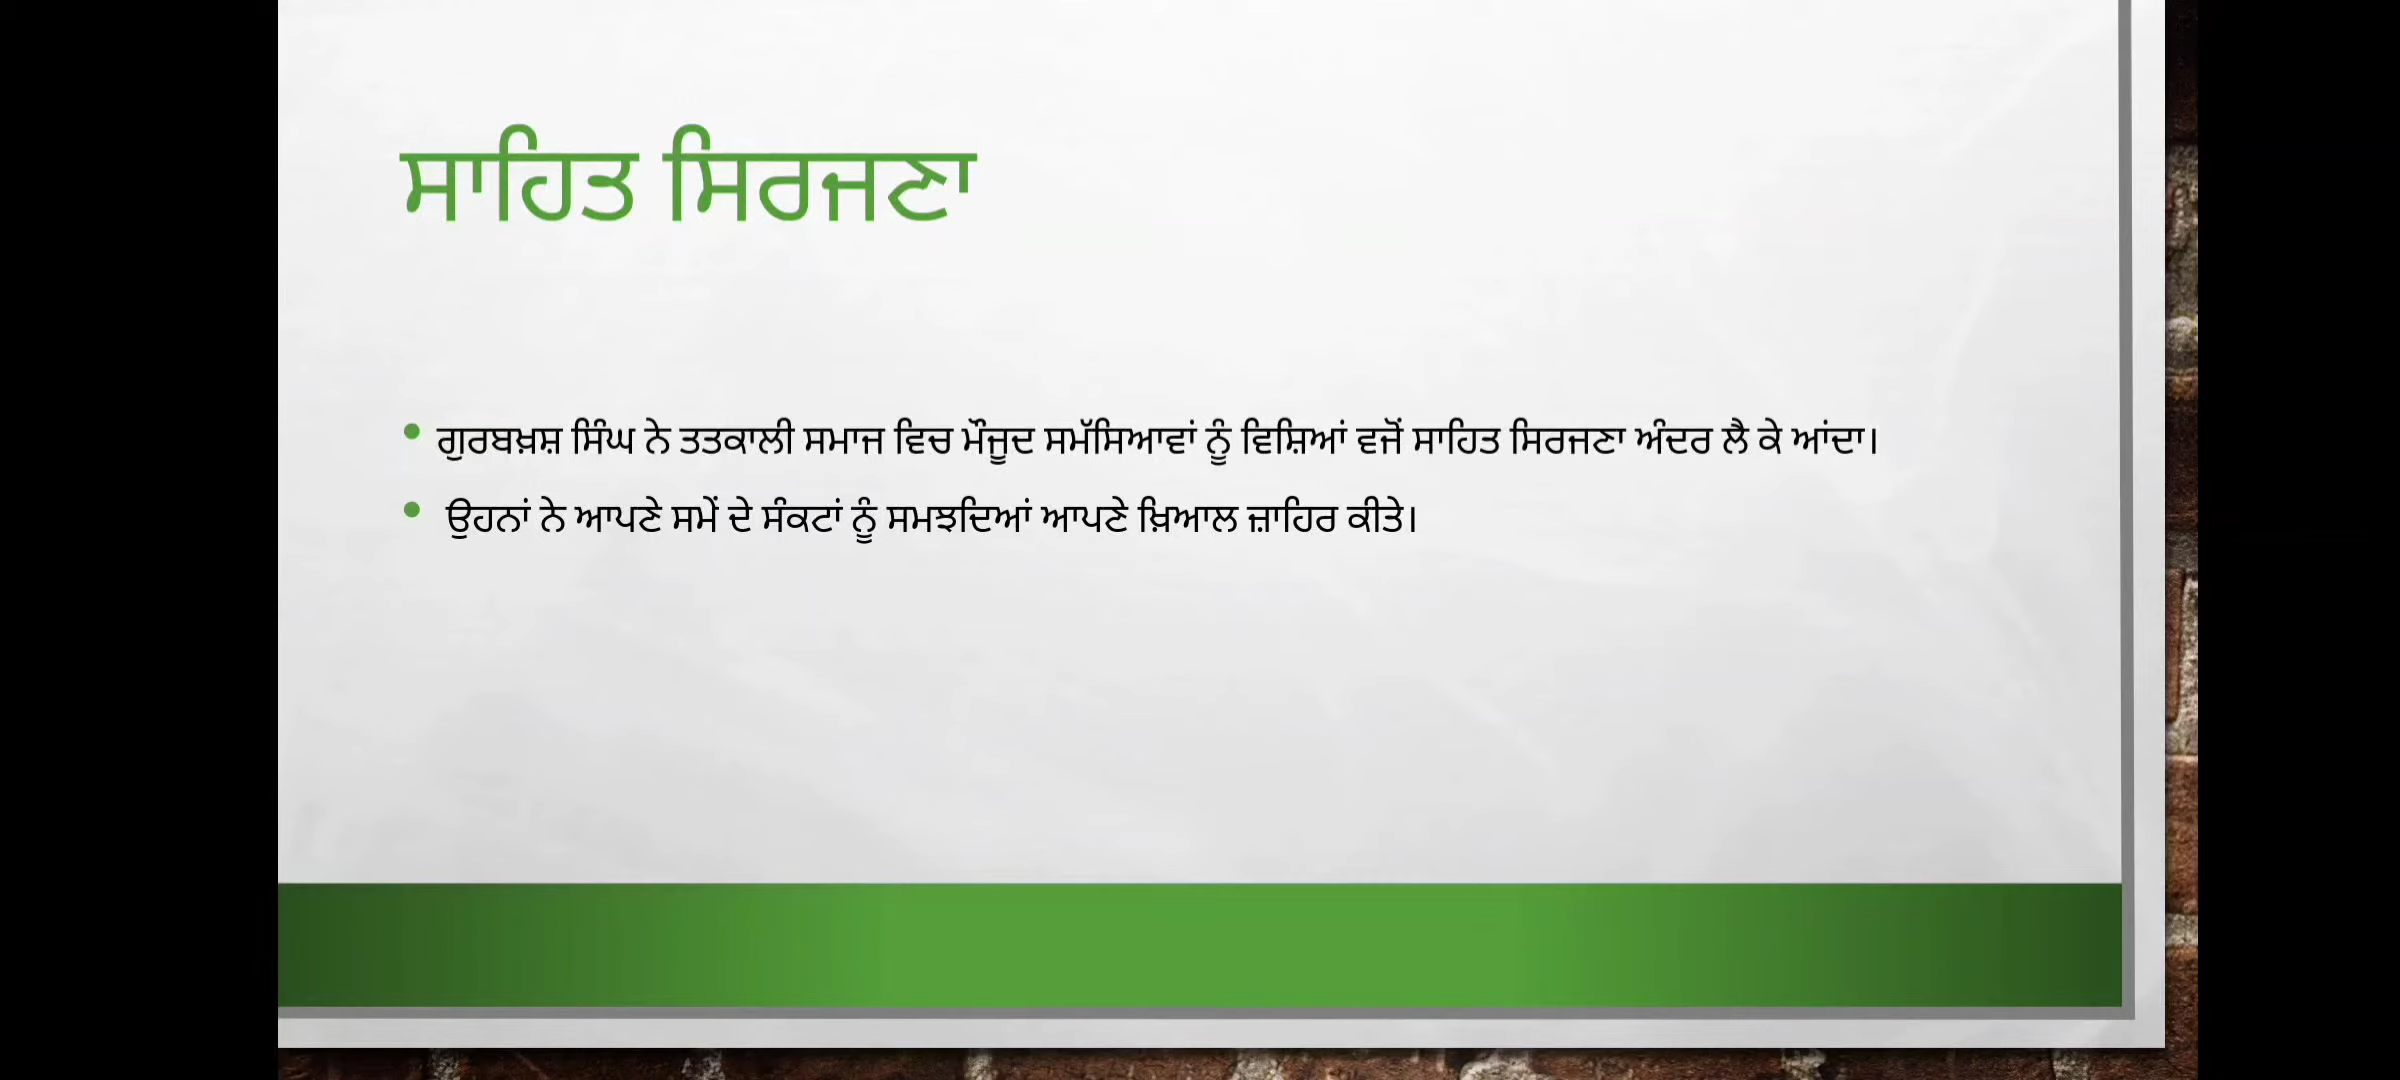 ਸਾਹਿਤ ਸਿਰਜਣਾ
• ਗੁਰਬਖ਼ਸ਼ ਸਿੰਘ ਨੇ ਤਤਕਾਲੀ ਸਮਾਜ ਵਿਚ ਮੌਜੂਦ ਸਮੱਸਿਆਵਾਂ ਨੂੰ ਵਿਸ਼ਿਆਂ ਵਜੋਂ ਸਾਹਿਤ ਸਿਰਜਣਾ ਅੰਦਰ ਲੈ ਕੇ ਆਂਦਾ।
• ਉਹਨਾਂ ਨੇ ਆਪਣੇ ਸਮੇਂ ਦੇ ਸੰਕਟਾਂ ਨੂੰ ਸਮਝਦਿਆਂ ਆਪਣੇ ਖ਼ਿਆਲ ਜ਼ਾਹਿਰ ਕੀਤੇ।